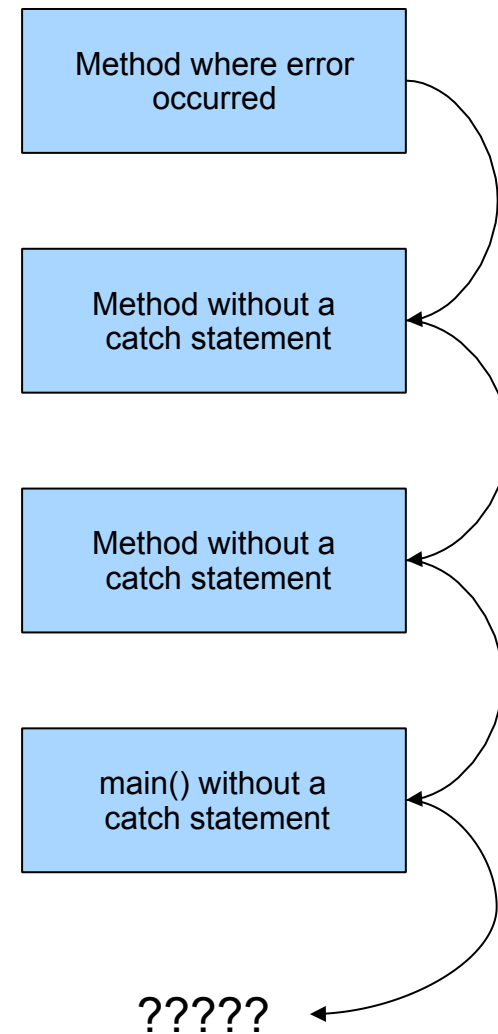 Method where error
occurred
Method without a
catch statement
Method without a
catch statement
main() without a
catch statement
?????